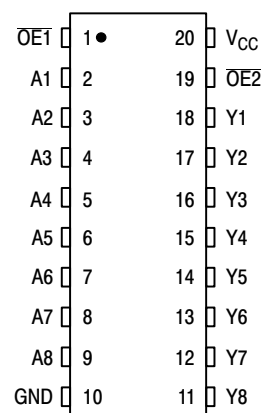 OE1 1 20 VCC
A1 2 19 OE2
A2 3 18 Y1
A3 4 17 Y2
A4 5 16 Y3
A5 6 15 Y4
A6 7 14 Y5
A7 8 13 Y6
A8 9 12 Y7
GND 10 11 Y8